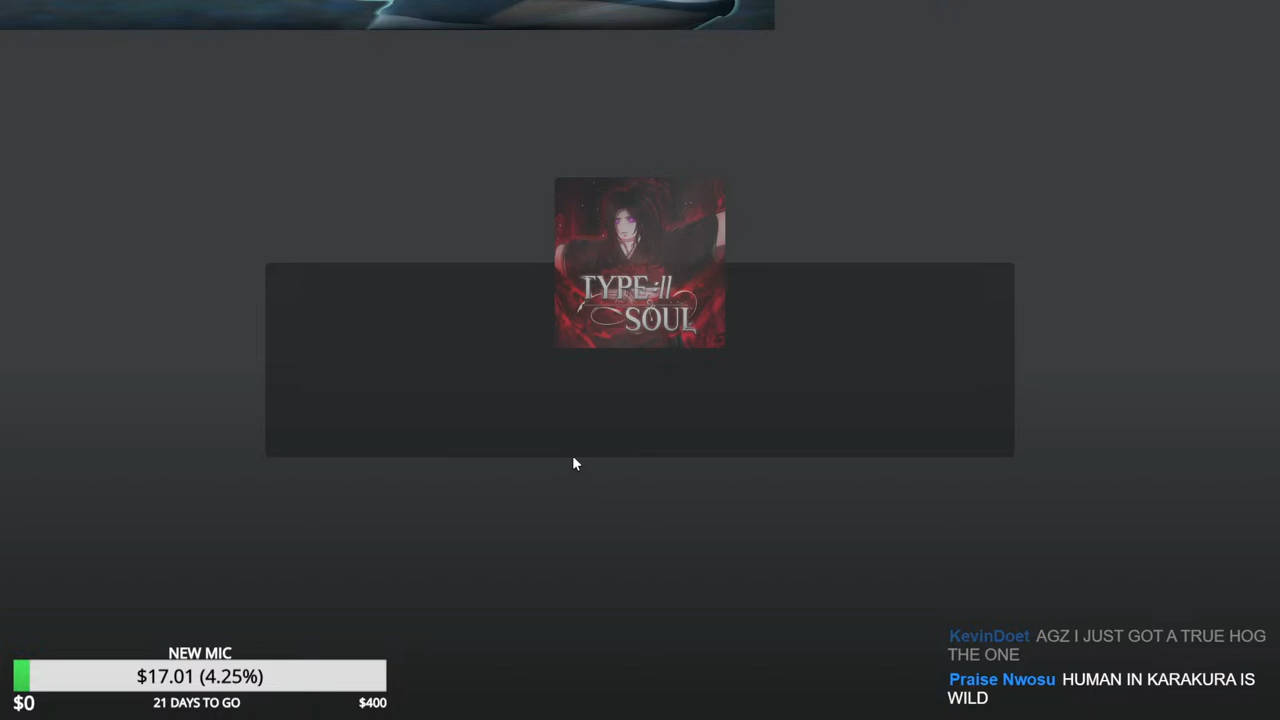 TYPE://
SOUL
KevinDoet AGZ I JUST GOT A TRUE HOG
THE ONE
NEW MIC
Praise Nwosu HUMAN IN KARAKURA IS
WILD
$17.01 (4.25%)
$0 21 DAYS TO GO $400